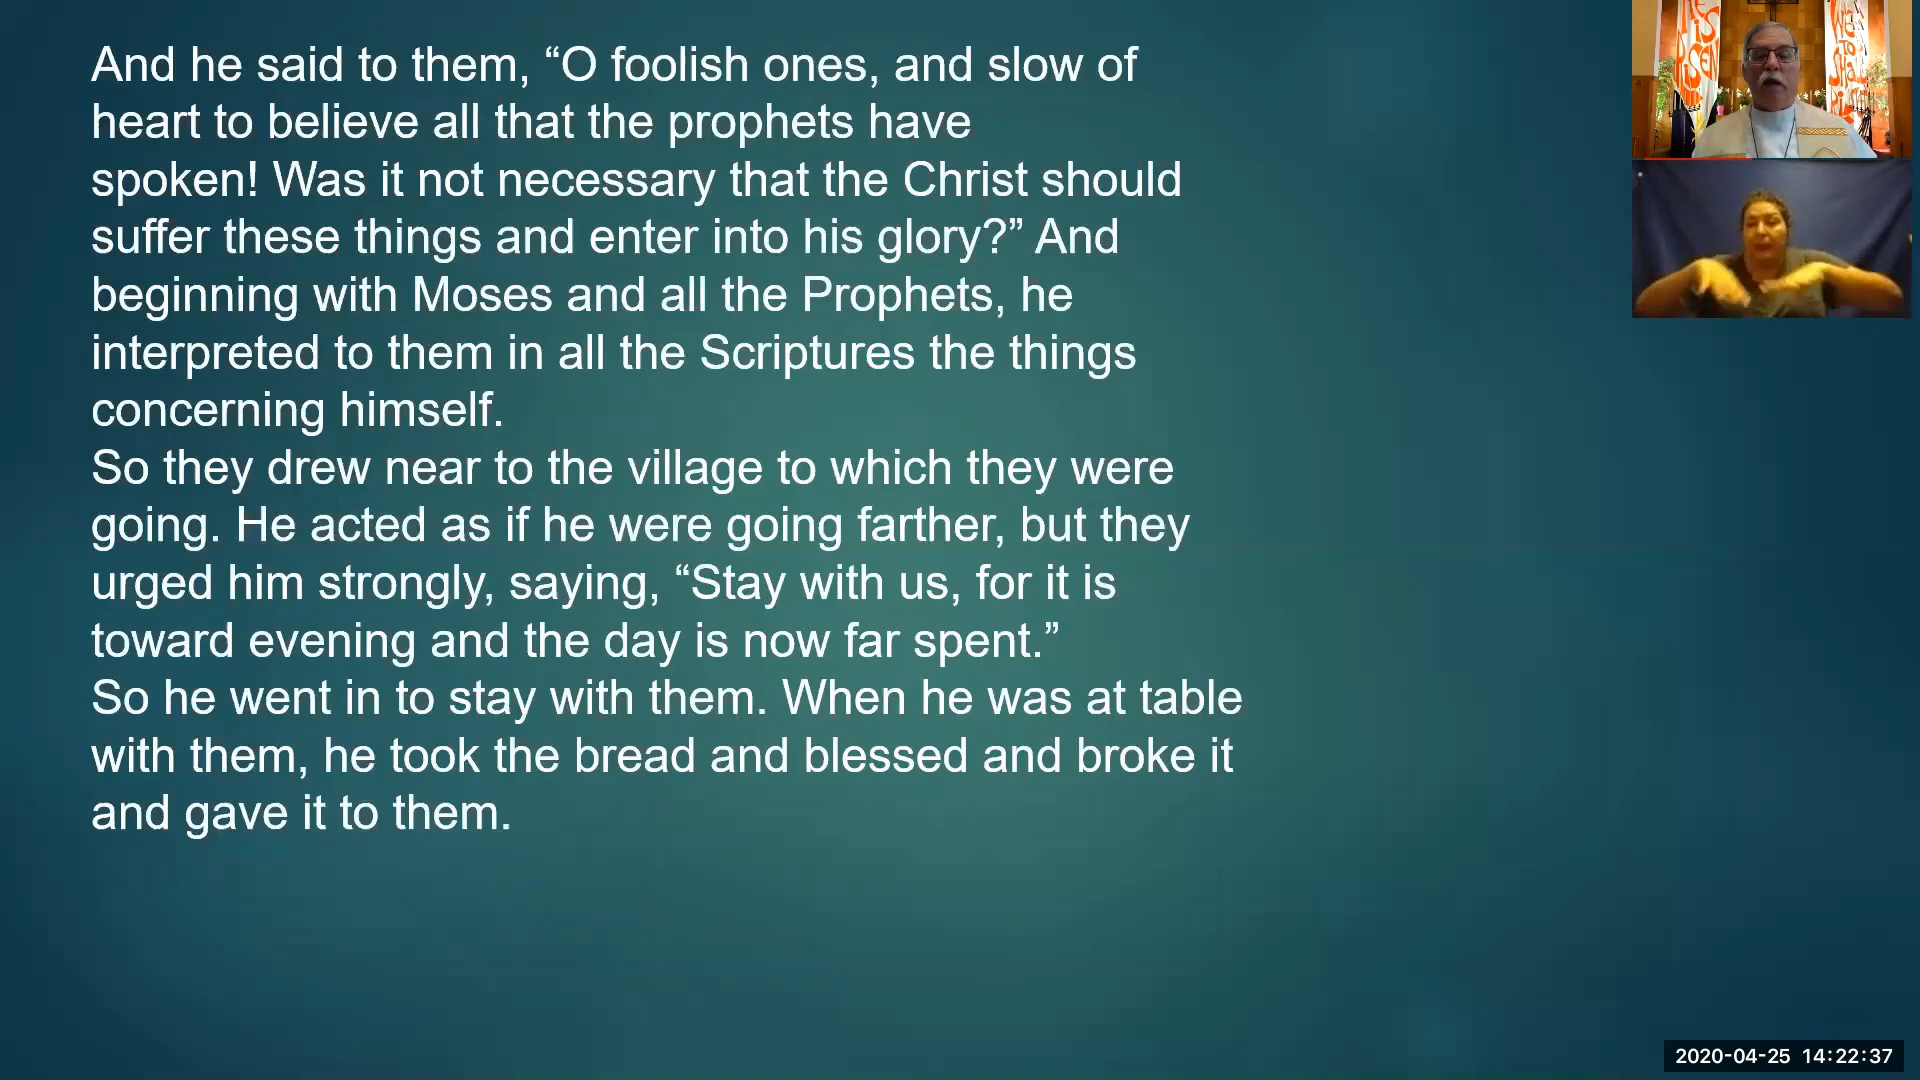 And he said to them, “O foolish ones, and slow of
heart to believe all that the prophets have
spoken! Was it not necessary that the Christ should
suffer these things and enter into his glory?” And
beginning with Moses and all the Prophets, he
interpreted to them in all the Scriptures the things
concerning himself.
So they drew near to the village to which they were
going. He acted as if he were going farther, but they
urged him strongly, saying, “Stay with us, for it is
toward evening and the day is now far spent.”
So he went in to stay with them. When he was at table
with them, he took the bread and blessed and broke it
and gave it to them.
IS
2020-04-25 14:22:37